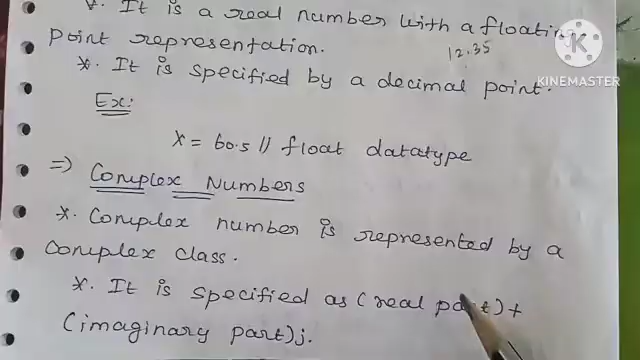 *. It is a real number with a floating
point representation.
12.35
*. It is specified by a decimal point.
KINEMASTER
Ex:
x = 60.5 // float datatype
=> Complex Numbers
*. Complex number is represented by a
complex class.
*. It is specified as (real part) +
(imaginary part)j.